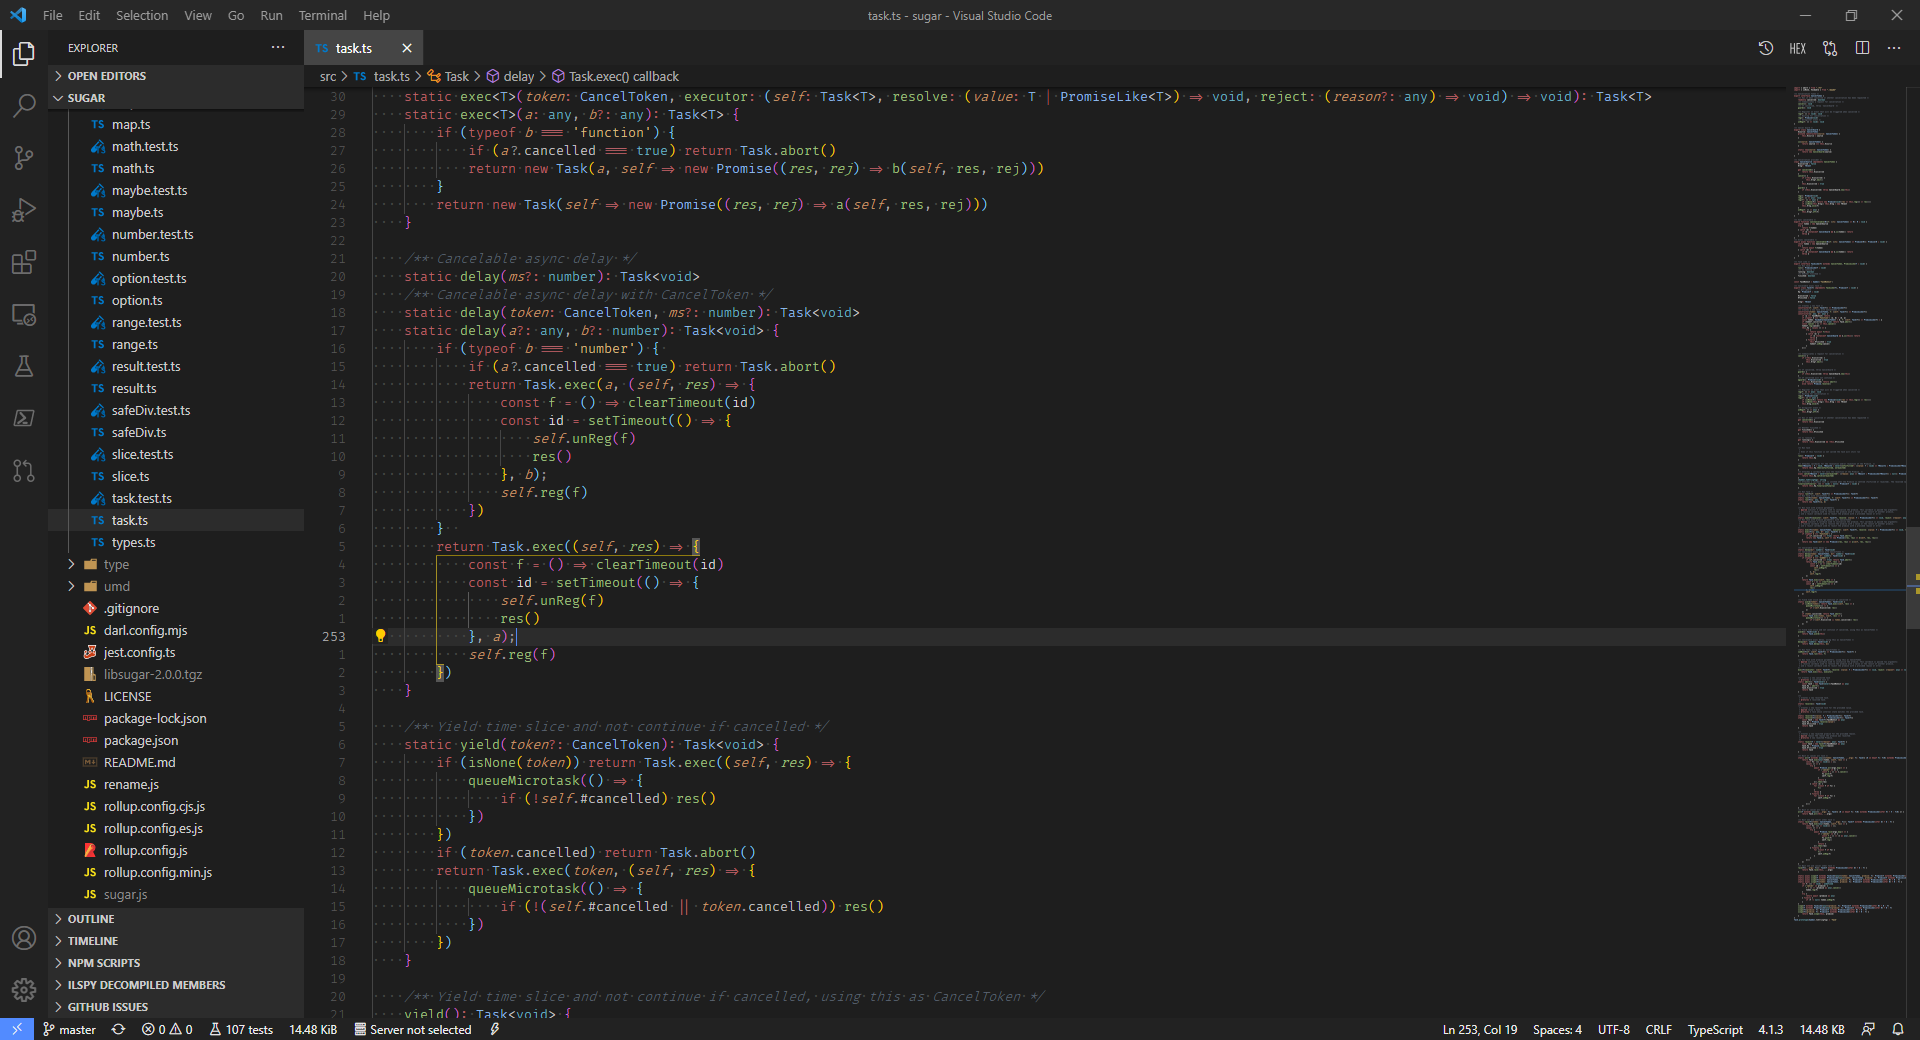 File Edit Selection View Go Run Terminal Help
task.ts - sugar - Visual Studio Code
EXPLORER
OPEN EDITORS
SUGAR
map.ts
math.test.ts
math.ts
maybe.test.ts
maybe.ts
number.test.ts
number.ts
option.test.ts
option.ts
range.test.ts
range.ts
result.test.ts
result.ts
safeDiv.test.ts
safeDiv.ts
slice.test.ts
slice.ts
task.test.ts
task.ts
types.ts
type
umd
.gitignore
darl.config.mjs
jest.config.ts
libsugar-2.0.0.tgz
LICENSE
package-lock.json
package.json
README.md
rename.js
rollup.config.cjs.js
rollup.config.es.js
rollup.config.js
rollup.config.min.js
sugar.js
OUTLINE
TIMELINE
NPM SCRIPTS
ILSPY DECOMPILED MEMBERS
GITHUB ISSUES
TS task.ts
HEX
src > TS task.ts > Task > delay > Task.exec() callback
30 static exec<T>(token: CancelToken, executor: (self: Task<T>, resolve: (value: T | PromiseLike<T>) => void, reject: (reason?: any) => void) => void): Task<T>
29 static exec<T>(a: any, b?: any): Task<T> {
28 if (typeof b === 'function') {
27 if (a?.cancelled === true) return Task.abort()
26 return new Task(a, self => new Promise((res, rej) => b(self, res, rej)))
25 }
24 return new Task(self => new Promise((res, rej) => a(self, res, rej)))
23 }
22
21 /** Cancelable async delay */
20 static delay(ms?: number): Task<void>
19 /** Cancelable async delay with CancelToken */
18 static delay(token: CancelToken, ms?: number): Task<void>
17 static delay(a?: any, b?: number): Task<void> {
16 if (typeof b === 'number') {
15 if (a?.cancelled === true) return Task.abort()
14 return Task.exec(a, (self, res) => {
13 const f = () => clearTimeout(id)
12 const id = setTimeout(() => {
11 self.unReg(f)
10 res()
9 }, b);
8 self.reg(f)
7 })
6 }
5 return Task.exec((self, res) => {
4 const f = () => clearTimeout(id)
3 const id = setTimeout(() => {
2 self.unReg(f)
1 res()
253 }, a);
1 self.reg(f)
2 })
3 }
4
5 /** Yield time slice and not continue if cancelled */
6 static yield(token?: CancelToken): Task<void> {
7 if (isNone(token)) return Task.exec((self, res) => {
8 queueMicrotask(() => {
9 if (!self.#cancelled) res()
10 })
11 })
12 if (token.cancelled) return Task.abort()
13 return Task.exec(token, (self, res) => {
14 queueMicrotask(() => {
15 if (!(self.#cancelled || token.cancelled)) res()
16 })
17 })
18 }
19
20 /** Yield time slice and not continue if cancelled, using this as CancelToken */
21 yield(): Task<void> {
master 0 0 107 tests 14.48 KiB Server not selected
Ln 253, Col 19 Spaces: 4 UTF-8 CRLF TypeScript 4.1.3 14.48 KB